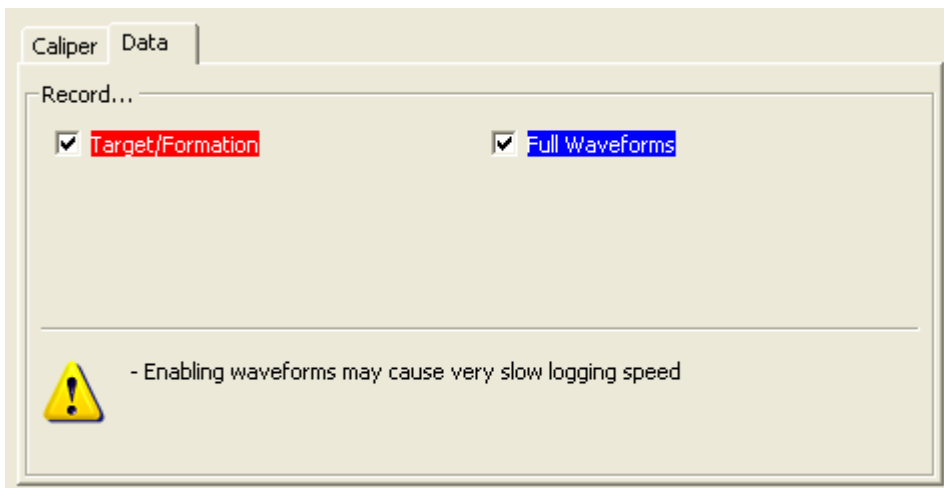 Caliper Data
Record...
Target/Formation Full Waveforms
- Enabling waveforms may cause very slow logging speed